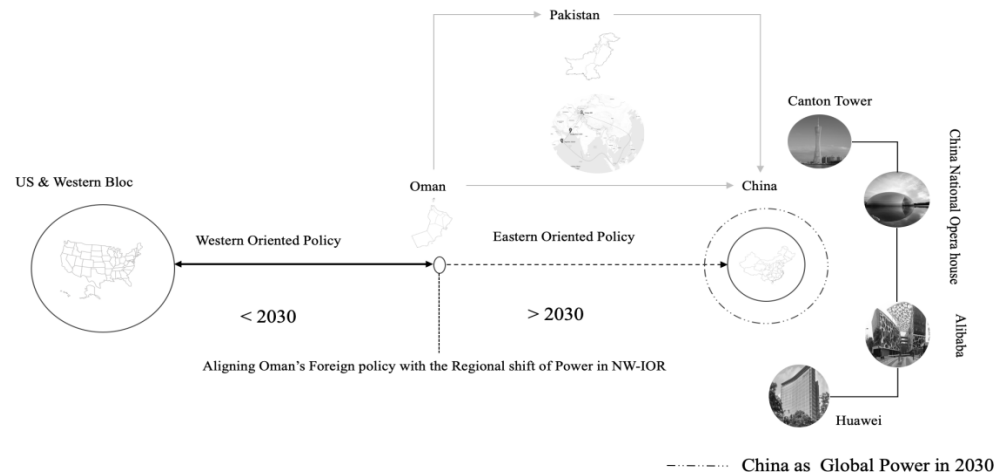 Pakistan
Canton Tower
China National Opera house
US & Western Bloc
Oman
China
Western Oriented Policy
Eastern Oriented Policy
< 2030
> 2030
Alibaba
Aligning Oman's Foreign policy with the Regional shift of Power in NW-IOR
Huawei
China as Global Power in 2030